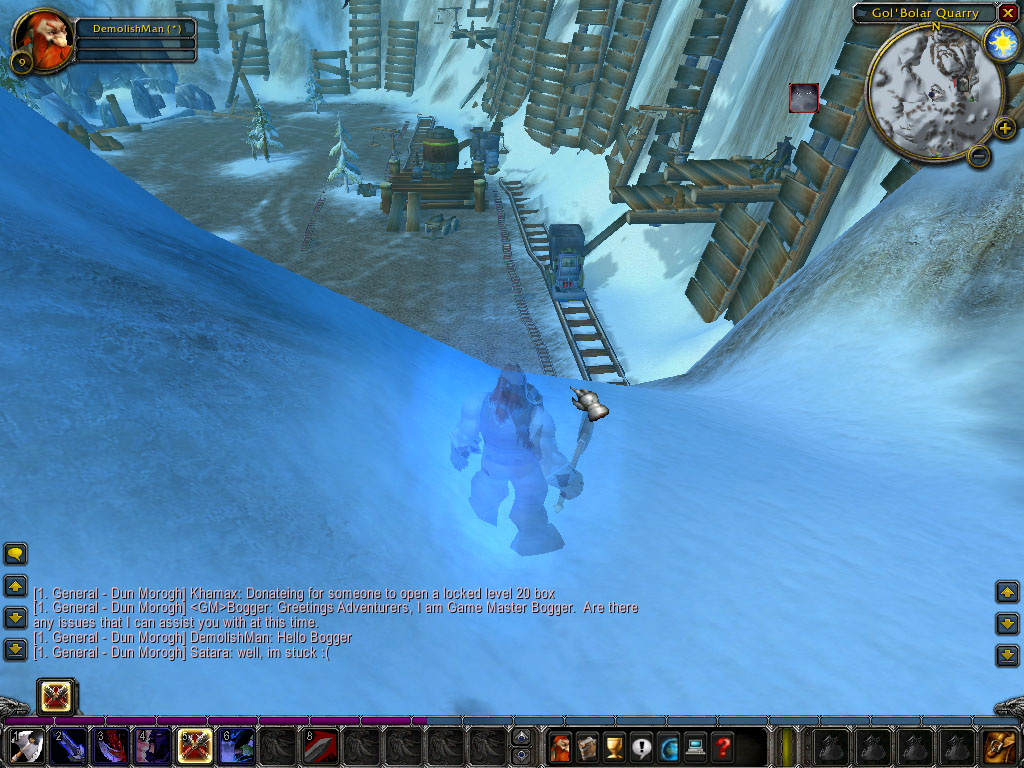 DemolishMan (*)
9
Gol'Bolar Quarry
N
[1. General - Dun Morogh] Khamax: Donateing for someone to open a locked level 20 box
[1. General - Dun Morogh] <GM>Bogger: Greetings Adventurers, I am Game Master Bogger.  Are there
any issues that I can assist you with at this time.
[1. General - Dun Morogh] DemolishMan: Hello Bogger
[1. General - Dun Morogh] Satara: well, im stuck :(
1 2 3 4 5 6 8